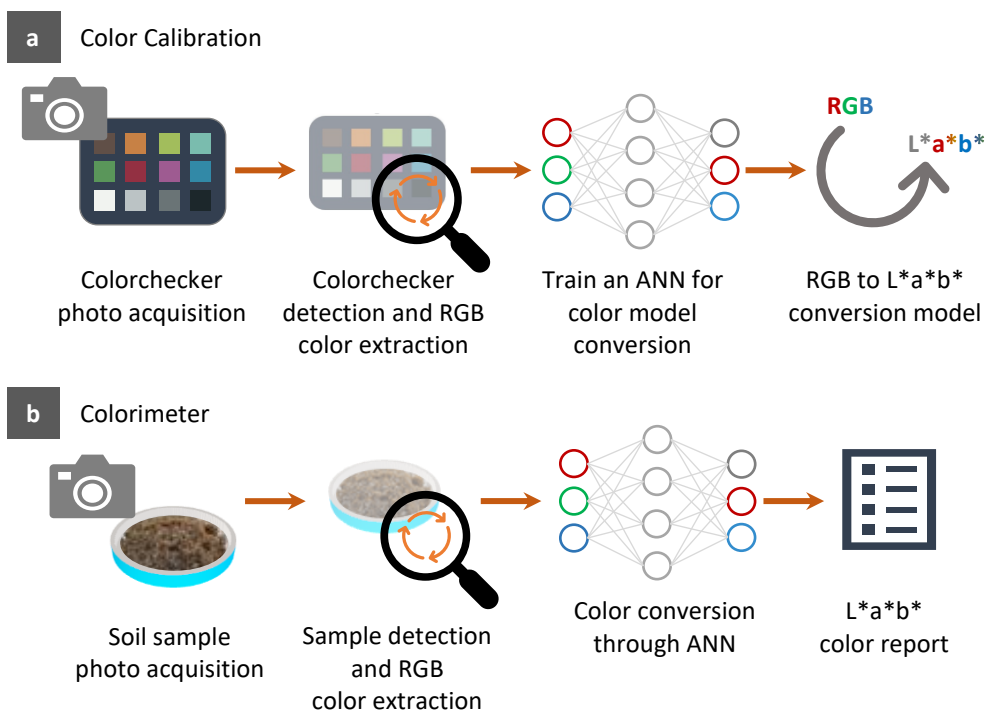 a Color Calibration
RGB
L*a*b*
Colorchecker
photo acquisition
Colorchecker
detection and RGB
color extraction
Train an ANN for
color model
conversion
RGB to L*a*b*
conversion model
b Colorimeter
Soil sample
photo acquisition
Sample detection
and RGB
color extraction
Color conversion
through ANN
L*a*b*
color report